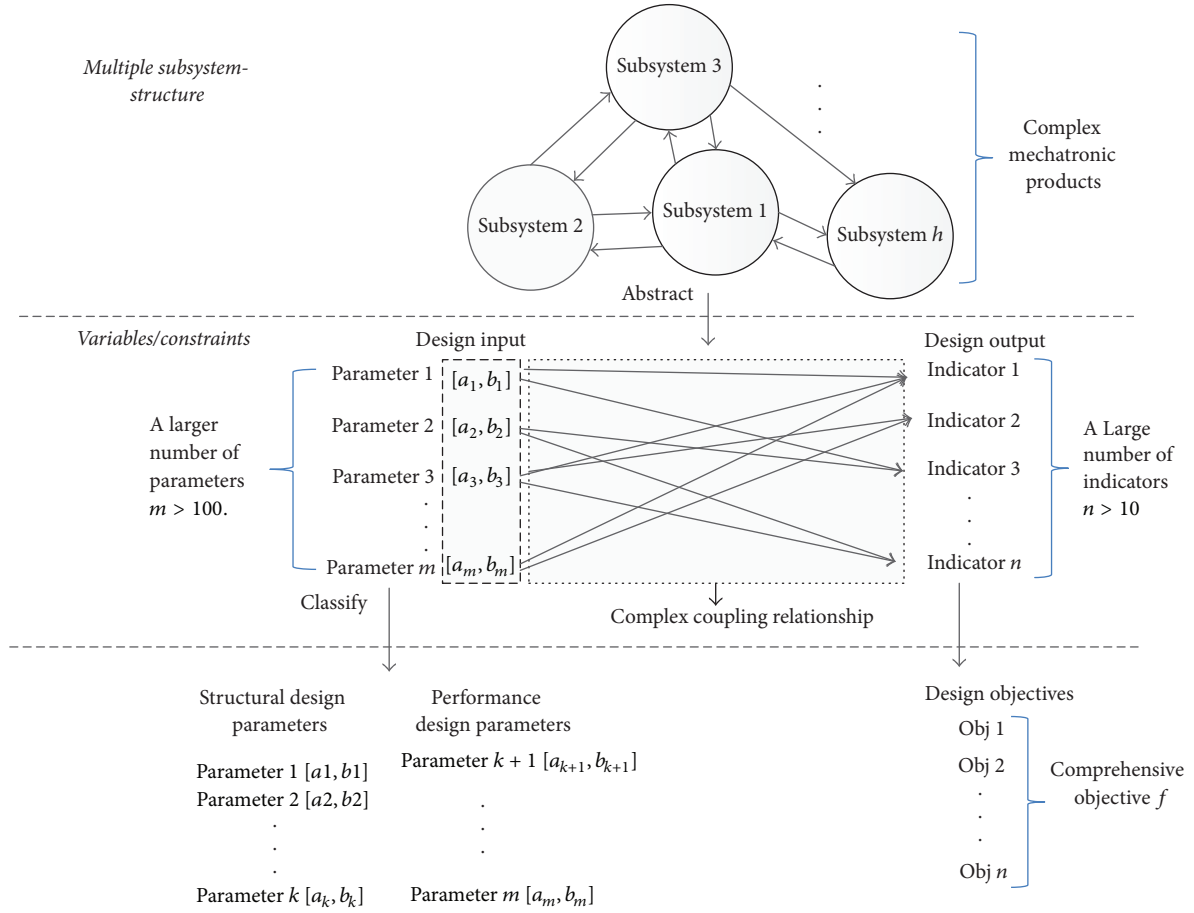 Multiple subsystem-
structure
Subsystem 3
Subsystem 2
Subsystem 1
Subsystem h
Complex
mechatronic
products
Abstract
Variables/constraints
Design input
Design output
A larger
number of
parameters
m > 100.
Parameter 1 [a₁, b₁]
Parameter 2 [a₂, b₂]
Parameter 3 [a₃, b₃]
Parameter m [aₘ, bₘ]
Indicator 1
Indicator 2
Indicator 3
Indicator n
A Large
number of
indicators
n > 10
Classify
Complex coupling relationship
Structural design
parameters
Parameter 1 [a1, b1]
Parameter 2 [a2, b2]
Parameter k [aₖ, bₖ]
Performance
design parameters
Parameter k + 1 [aₖ₊₁, bₖ₊₁]
Parameter m [aₘ, bₘ]
Design objectives
Obj 1
Obj 2
Obj n
Comprehensive
objective f